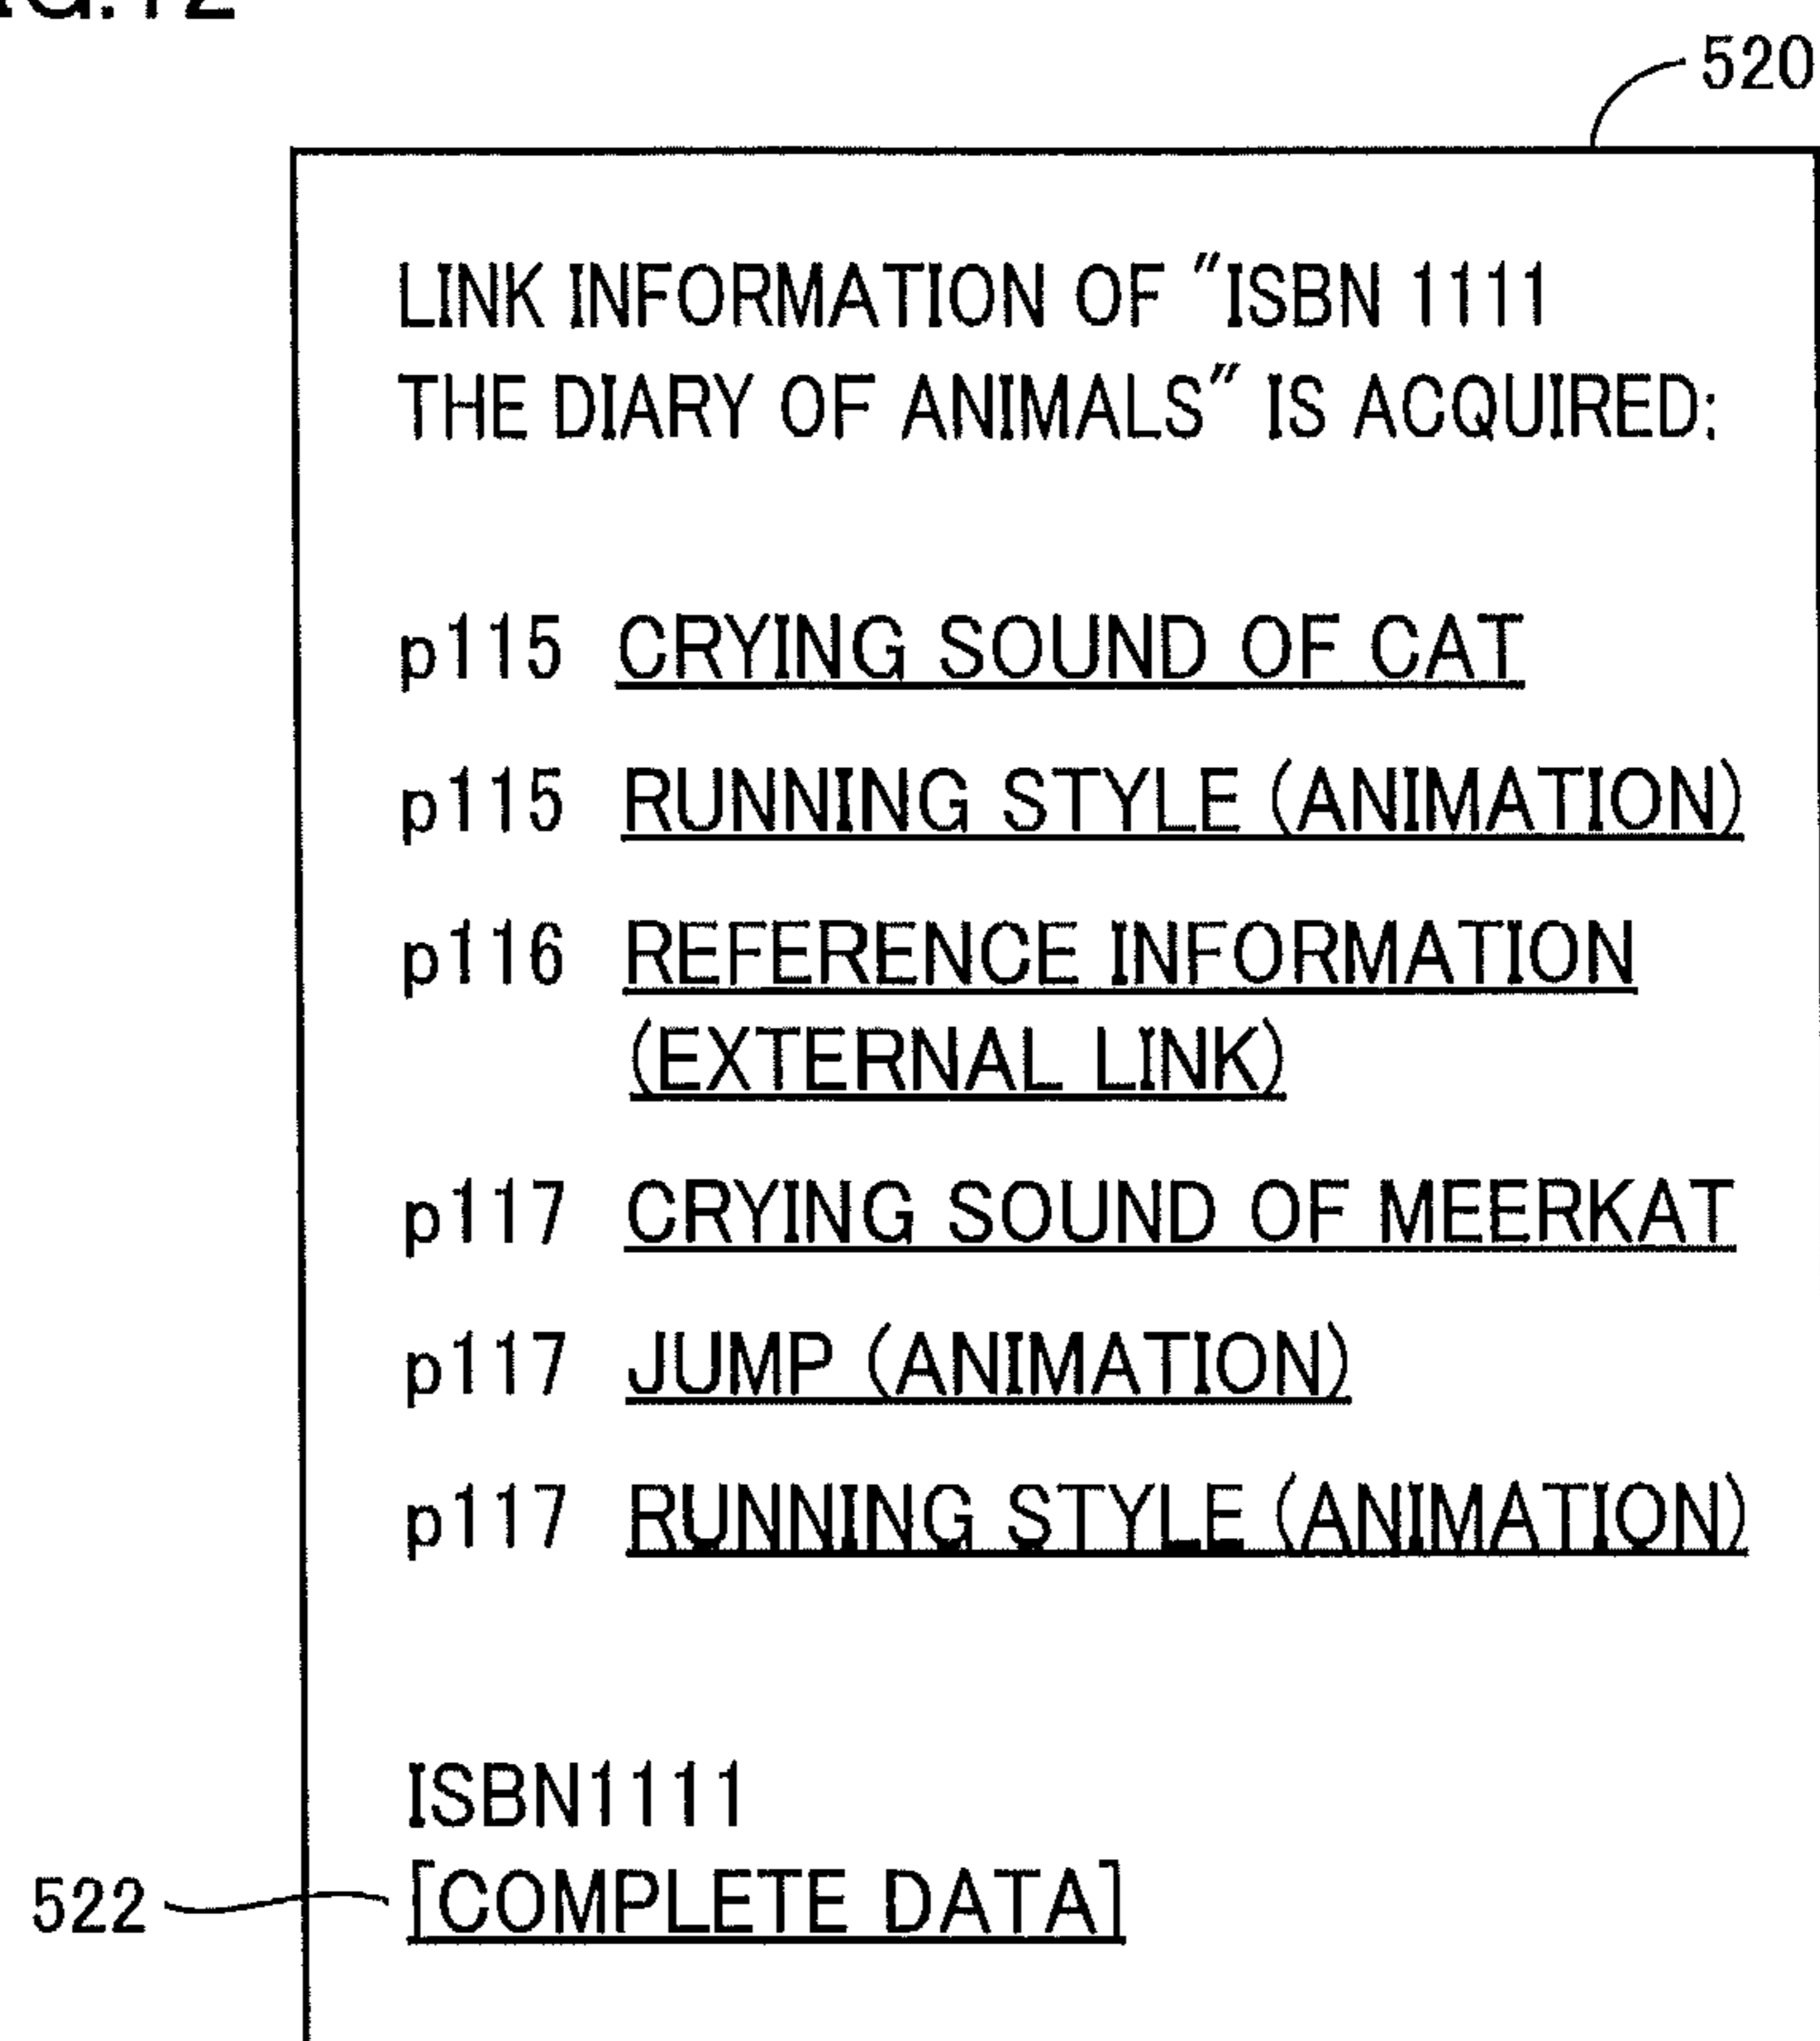 520
LINK INFORMATION OF "ISBN 1111
THE DIARY OF ANIMALS" IS ACQUIRED:
p115 CRYING SOUND OF CAT
p115 RUNNING STYLE (ANIMATION)
p116 REFERENCE INFORMATION
(EXTERNAL LINK)
p117 CRYING SOUND OF MEERKAT
p117 JUMP (ANIMATION)
p117 RUNNING STYLE (ANIMATION)
ISBN1111
522 [COMPLETE DATA]